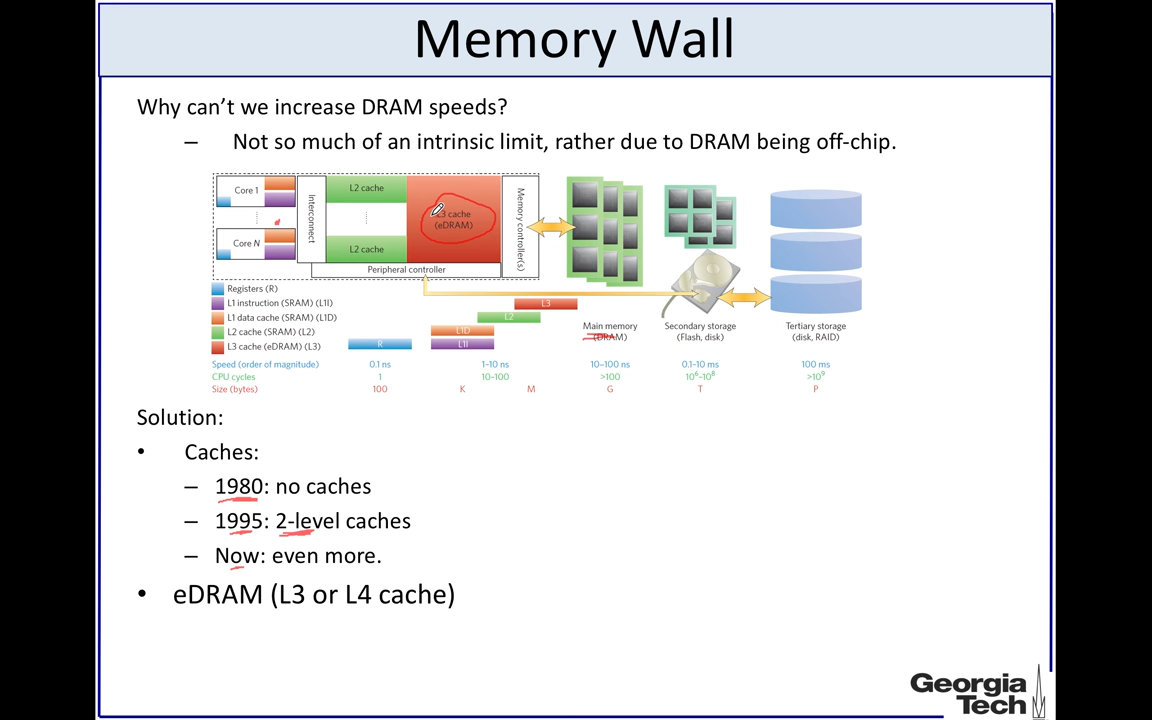 Memory Wall
Why can't we increase DRAM speeds?
– Not so much of an intrinsic limit, rather due to DRAM being off-chip.
Core 1
Core N
Interconnect
L2 cache
L2 cache
L3 cache
(eDRAM)
Memory controller(s)
Peripheral controller
Registers (R)
L1 instruction (SRAM) (L1I)
L1 data cache (SRAM) (L1D)
L2 cache (SRAM) (L2)
L3 cache (eDRAM) (L3)
L3
L2
L1D
R
L1I
Main memory
(DRAM)
Secondary storage
(Flash, disk)
Tertiary storage
(disk, RAID)
Speed (order of magnitude) 0.1 ns 1–10 ns 10–100 ns 0.1–10 ms 100 ms
CPU cycles 1 10–100 >100 10⁶–10⁸ >10⁹
Size (bytes) 100 K M G T P
Solution:
• Caches:
– 1980: no caches
– 1995: 2-level caches
– Now: even more.
• eDRAM (L3 or L4 cache)
Georgia
Tech